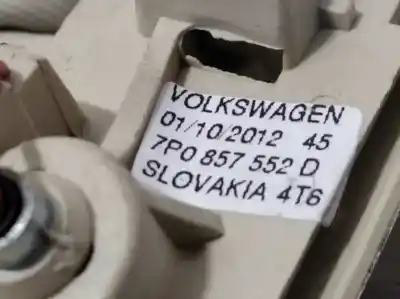 VOLKSWAGEN
01/10/2012 45
7P0 857 552 D
SLOVAKIA 4T6